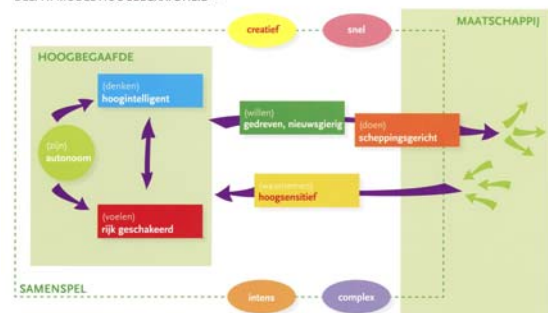 creatief
snel
MAATSCHAPPIJ
HOOGBEGAAFDE
(denken)
hoogintelligent
(willen)
gedreven, nieuwsgierig
(doen)
scheppingsgericht
(zijn)
autonoom
(waarnemen)
hoogsensitief
(voelen)
rijk geschakeerd
SAMENSPEL
intens
complex